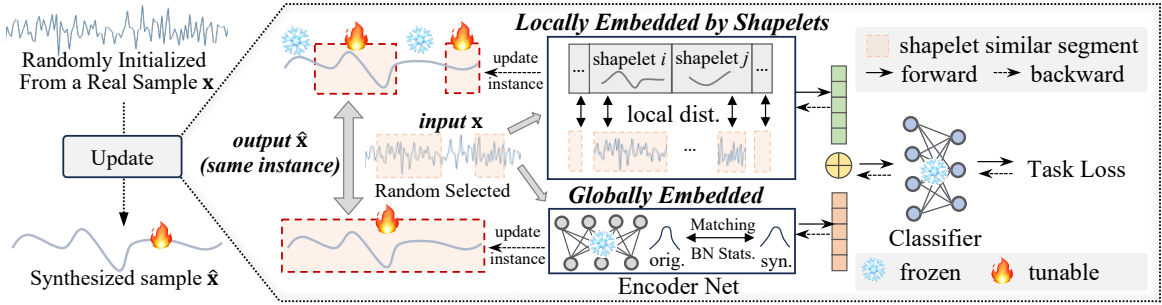 Randomly Initialized
From a Real Sample x
Update
Synthesized sample x̂
output x̂
(same instance)
update
instance
input x
Random Selected
update
instance
Locally Embedded by Shapelets
... shapelet i shapelet j ...
local dist.
...
Globally Embedded
Matching
BN Stats.
orig. syn.
Encoder Net
shapelet similar segment
forward backward
Task Loss
Classifier
frozen tunable